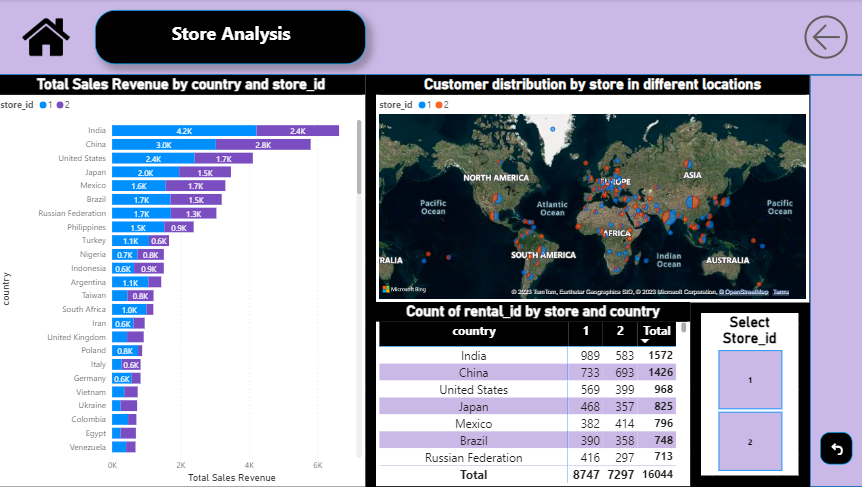 Store Analysis
Total Sales Revenue by country and store_id
store_id 1 2
country
India 4.2K 2.4K
China 3.0K 2.8K
United States 2.4K 1.7K
Japan 2.0K 1.5K
Mexico 1.6K 1.7K
Brazil 1.7K 1.5K
Russian Federation 1.7K 1.3K
Philippines 1.5K 0.9K
Turkey 1.1K 0.6K
Nigeria 0.7K 0.8K
Indonesia 0.6K 0.9K
Argentina 1.1K
Taiwan 0.8K
South Africa 1.0K
Iran 0.6K
United Kingdom
Poland 0.8K
Italy 0.6K
Germany 0.6K
Vietnam
Ukraine
Colombia
Egypt
Venezuela
0K 2K 4K 6K
Total Sales Revenue
Customer distribution by store in different locations
store_id 1 2
NORTH AMERICA
EUROPE
ASIA
Pacific
Ocean
Atlantic
Ocean
Pacific
Ocean
AFRICA
SOUTH AMERICA
Indian
Ocean
RALIA
AUSTRALIA
Microsoft Bing
© 2023 TomTom, Earthstar Geographics SIO, © 2023 Microsoft Corporation, © OpenStreetMap Terms
Count of rental_id by store and country
country 1 2 Total
India 989 583 1572
China 733 693 1426
United States 569 399 968
Japan 468 357 825
Mexico 382 414 796
Brazil 390 358 748
Russian Federation 416 297 713
Total 8747 7297 16044
Select
Store_id
1
2